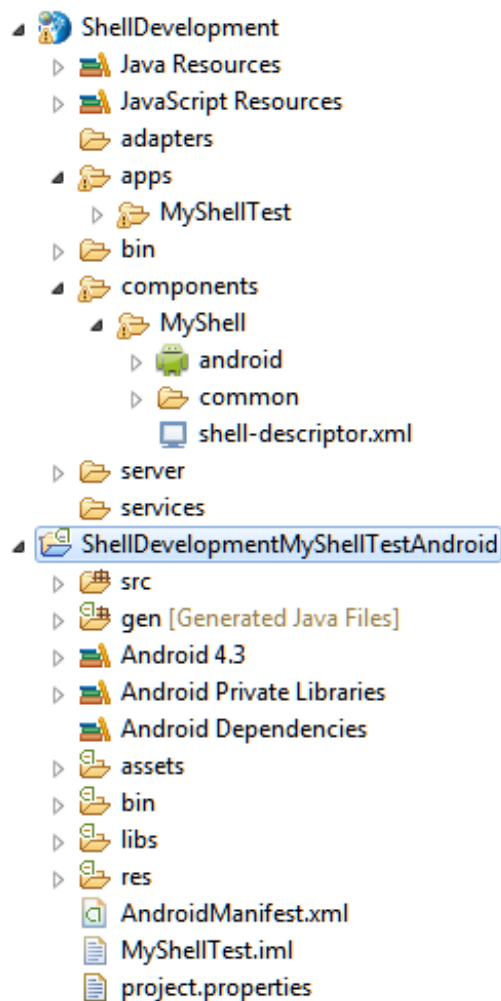 ShellDevelopment
Java Resources
JavaScript Resources
adapters
apps
MyShellTest
bin
components
MyShell
android
common
shell-descriptor.xml
server
services
ShellDevelopmentMyShellTestAndroid
src
gen [Generated Java Files]
Android 4.3
Android Private Libraries
Android Dependencies
assets
bin
libs
res
AndroidManifest.xml
MyShellTest.iml
project.properties